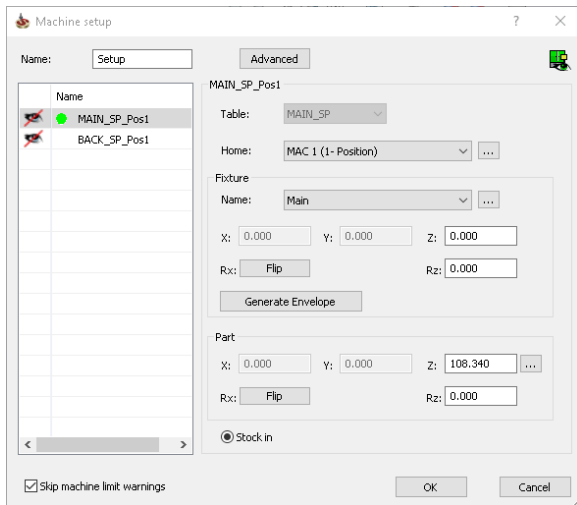 Machine setup
Name: Setup Advanced
Name
MAIN_SP_Pos1
BACK_SP_Pos1
MAIN_SP_Pos1
Table: MAIN_SP
Home: MAC 1 (1- Position) ...
Fixture
Name: Main ...
X: 0.000 Y: 0.000 Z: 0.000
Rx: Flip Rz: 0.000
Generate Envelope
Part
X: 0.000 Y: 0.000 Z: 108.340 ...
Rx: Flip Rz: 0.000
Stock in
Skip machine limit warnings OK Cancel